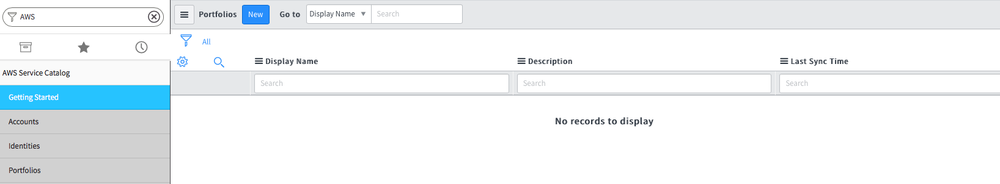 AWS
Portfolios New Go to Display Name Search
All
Display Name Description Last Sync Time
Search Search Search
AWS Service Catalog
Getting Started
Accounts
Identities
Portfolios
No records to display